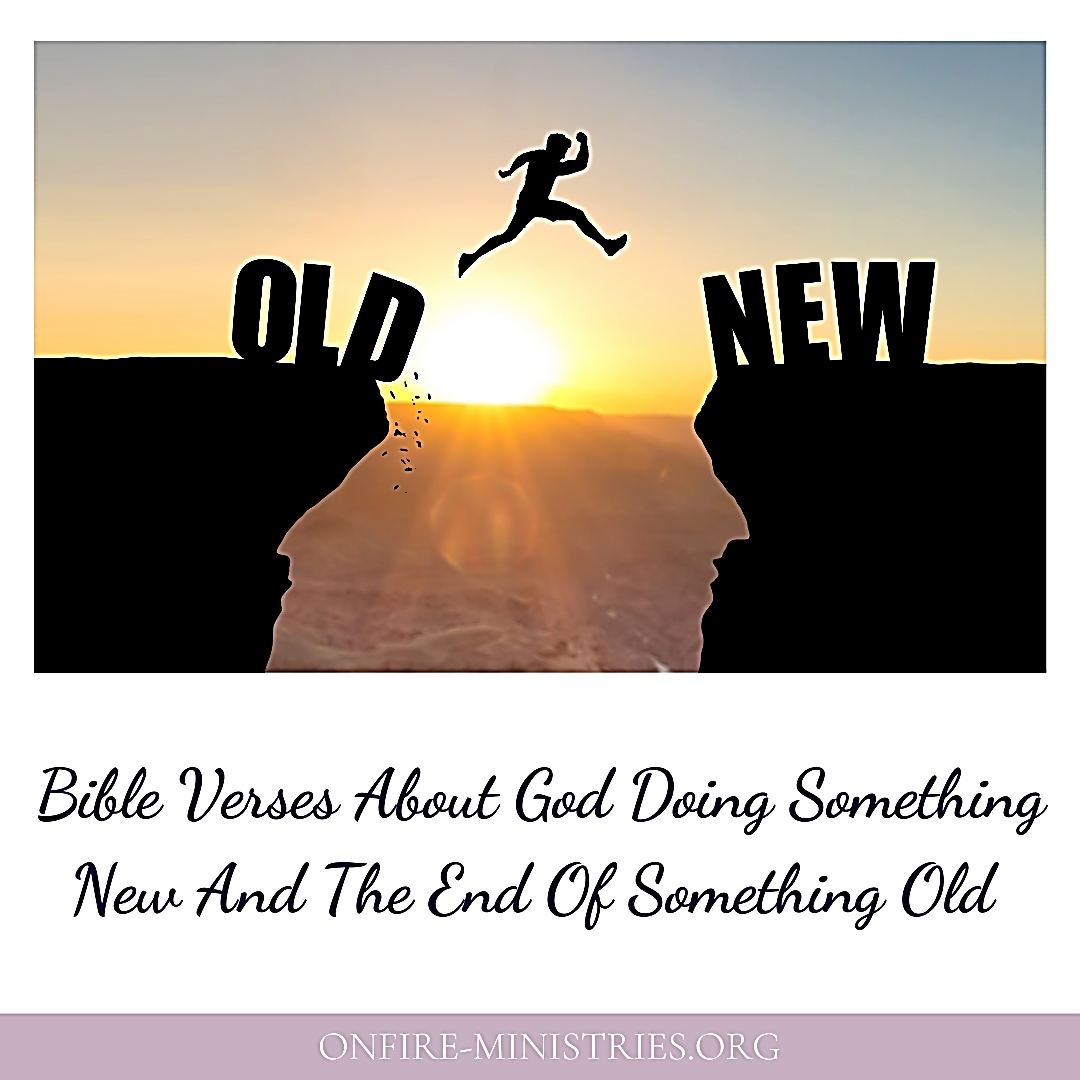 OLD NEW
Bible Verses About God Doing Something
New And The End Of Something Old
ONFIRE-MINISTRIES.ORG